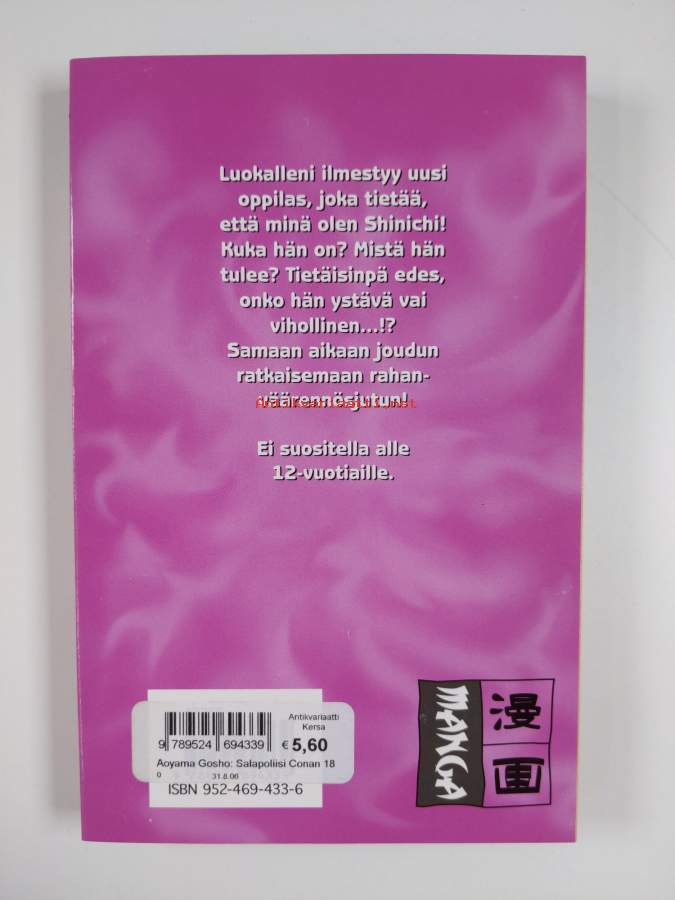 Luokalleni ilmestyy uusi
oppilas, joka tietää,
että minä olen Shinichi!
Kuka hän on? Mistä hän
tulee? Tietäisinpä edes,
onko hän ystävä vai
vihollinen...!?
Samaan aikaan joudun
ratkaisemaan rahan-
väärennösjutun!
Antikvariaatti.net
Ei suositella alle
12-vuotiaille.
Antikvariaatti
Kersa
9 789524 694339 € 5,60
Aoyama Gosho: Salapoliisi Conan 18
0 31.8.06
ISBN 952-469-433-6
MANGA
漫
画